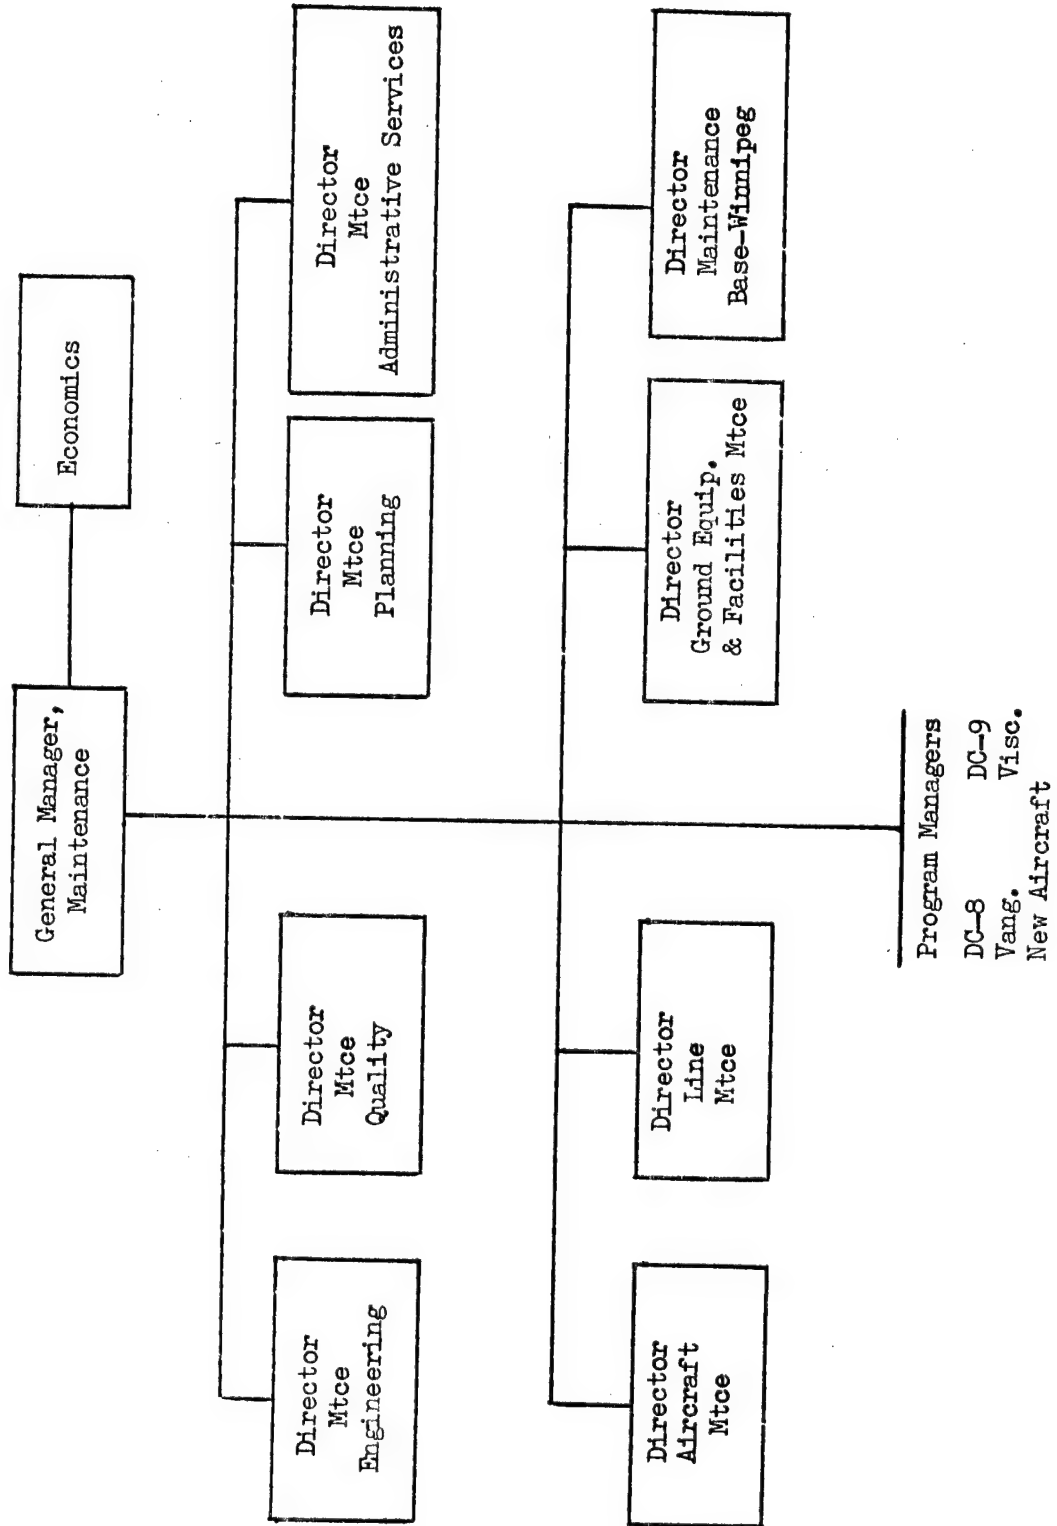 General Manager,
Maintenance
Economics
Director
Mtce
Engineering
Director
Mtce
Quality
Director
Mtce
Planning
Director
Mtce
Administrative Services
Director
Aircraft
Mtce
Director
Line
Mtce
Director
Ground Equip.
& Facilities Mtce
Director
Maintenance
Base-Winnipeg
Program Managers
DC-8 DC-9
Vang. Visc.
New Aircraft